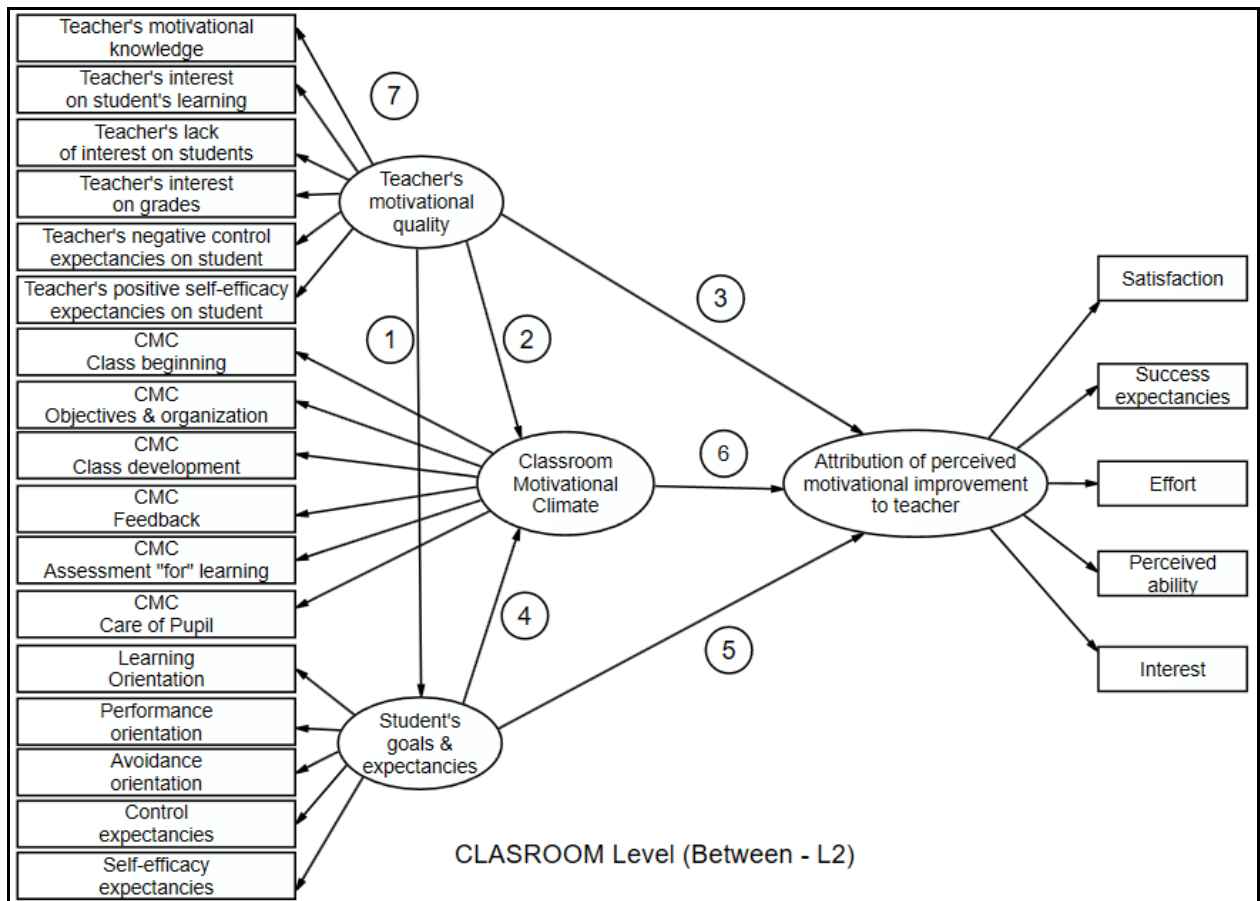 Teacher's motivational
knowledge
Teacher's interest
on student's learning
Teacher's lack
of interest on students
Teacher's interest
on grades
Teacher's negative control
expectancies on student
Teacher's positive self-efficacy
expectancies on student
CMC
Class beginning
CMC
Objectives & organization
CMC
Class development
CMC
Feedback
CMC
Assessment "for" learning
CMC
Care of Pupil
Learning
Orientation
Performance
orientation
Avoidance
orientation
Control
expectancies
Self-efficacy
expectancies
7
Teacher's
motivational
quality
1
2
3
Classroom
Motivational
Climate
6
4
5
Student's
goals &
expectancies
Attribution of perceived
motivational improvement
to teacher
Satisfaction
Success
expectancies
Effort
Perceived
ability
Interest
CLASROOM Level (Between - L2)